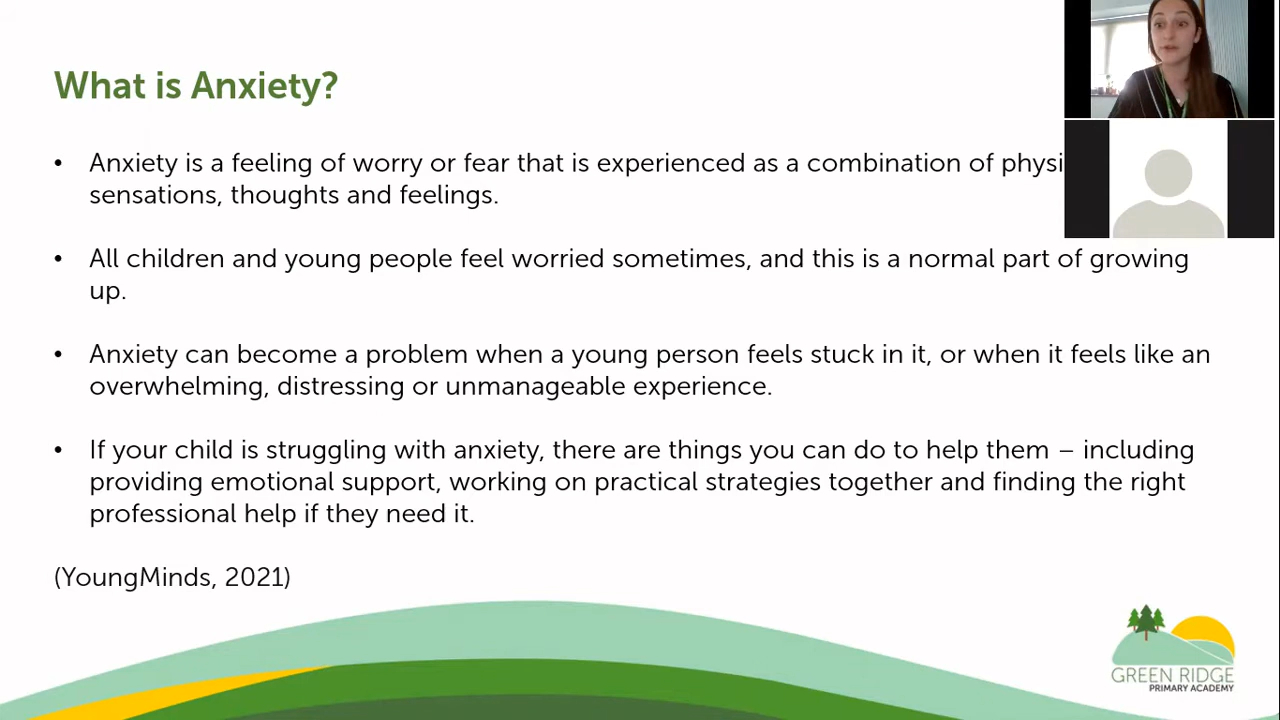 What is Anxiety?
• Anxiety is a feeling of worry or fear that is experienced as a combination of
sensations, thoughts and feelings.
• All children and young people feel worried sometimes, and this is a normal part of growing
up.
• Anxiety can become a problem when a young person feels stuck in it, or when it feels like an
overwhelming, distressing or unmanageable experience.
• If your child is struggling with anxiety, there are things you can do to help them – including
providing emotional support, working on practical strategies together and finding the right
professional help if they need it.
(YoungMinds, 2021)
GREEN RIDGE
PRIMARY ACADEMY